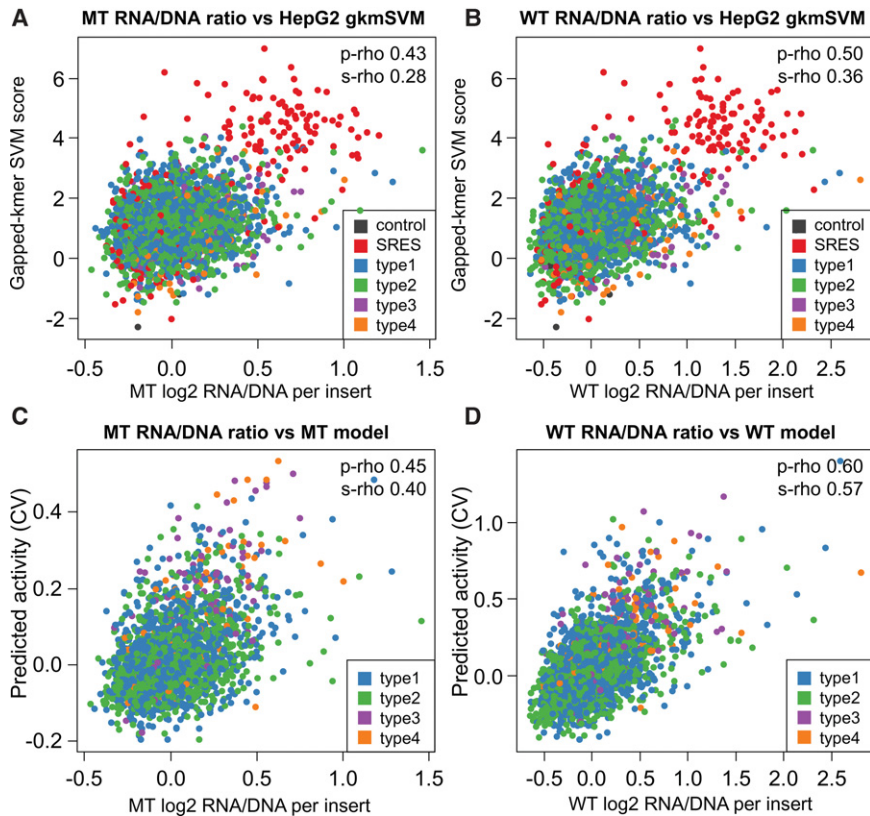 A
MT RNA/DNA ratio vs HepG2 gkmSVM
p-rho 0.43
s-rho 0.28
Gapped-kmer SVM score
6
4
2
0
-2
control
SRES
type1
type2
type3
type4
-0.5 0.0 0.5 1.0 1.5
MT log2 RNA/DNA per insert
B
WT RNA/DNA ratio vs HepG2 gkmSVM
p-rho 0.50
s-rho 0.36
Gapped-kmer SVM score
6
4
2
0
-2
control
SRES
type1
type2
type3
type4
-0.5 0.0 0.5 1.0 1.5 2.0 2.5
WT log2 RNA/DNA per insert
C
MT RNA/DNA ratio vs MT model
p-rho 0.45
s-rho 0.40
Predicted activity (CV)
0.4
0.2
0.0
-0.2
type1
type2
type3
type4
-0.5 0.0 0.5 1.0 1.5
MT log2 RNA/DNA per insert
D
WT RNA/DNA ratio vs WT model
p-rho 0.60
s-rho 0.57
Predicted activity (CV)
1.0
0.5
0.0
type1
type2
type3
type4
-0.5 0.0 0.5 1.0 1.5 2.0 2.5
WT log2 RNA/DNA per insert